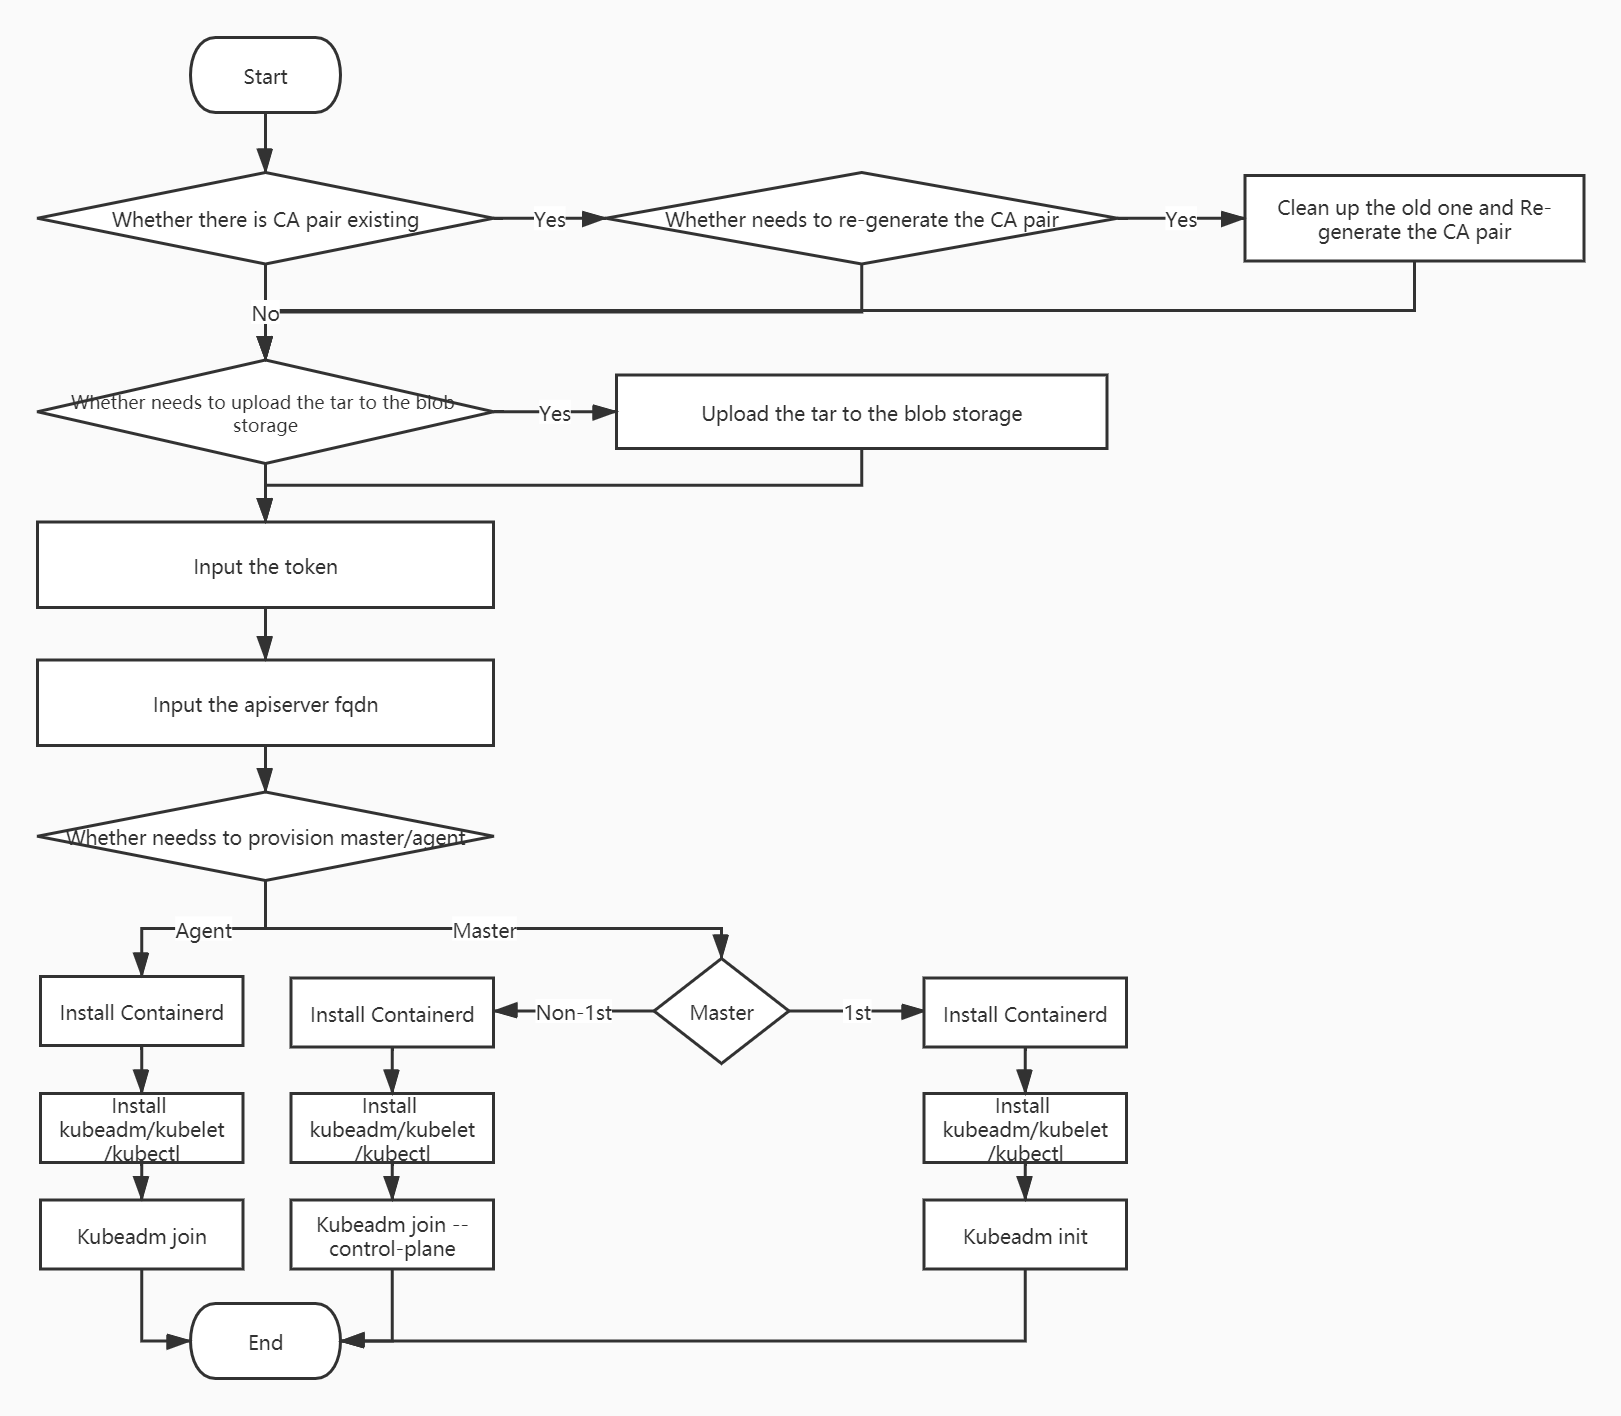 Start
Whether there is CA pair existing
Yes
Whether needs to re-generate the CA pair
Yes
Clean up the old one and Re-
generate the CA pair
No
Whether needs to upload the tar to the blob
storage
Yes
Upload the tar to the blob storage
Input the token
Input the apiserver fqdn
Whether needss to provision master/agent
Agent
Master
Install Containerd
Install Containerd
Non-1st
Master
1st
Install Containerd
Install
kubeadm/kubelet
/kubectl
Install
kubeadm/kubelet
/kubectl
Install
kubeadm/kubelet
/kubectl
Kubeadm join
Kubeadm join --
control-plane
Kubeadm init
End